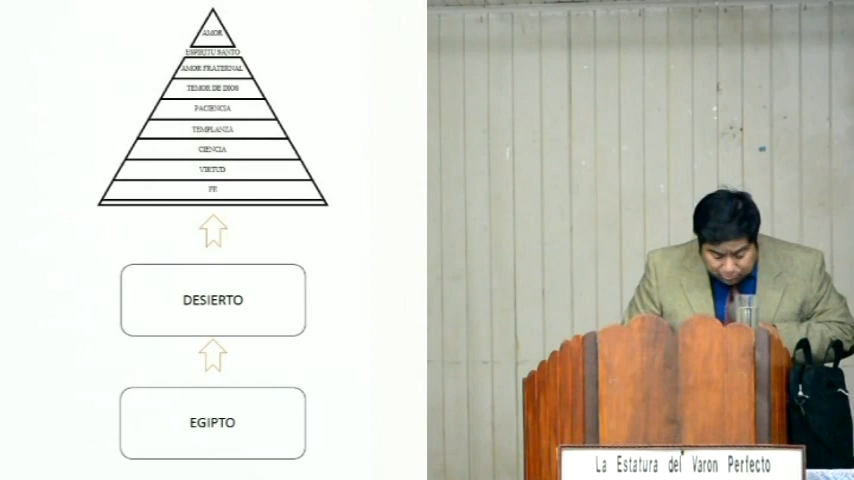 AMOR
ESPIRITU SANTO
AMOR FRATERNAL
TEMOR DE DIOS
PACIENCIA
TEMPLANZA
CIENCIA
VIRTUD
FE
DESIERTO
EGIPTO
La Estatura del Varon Perfecto